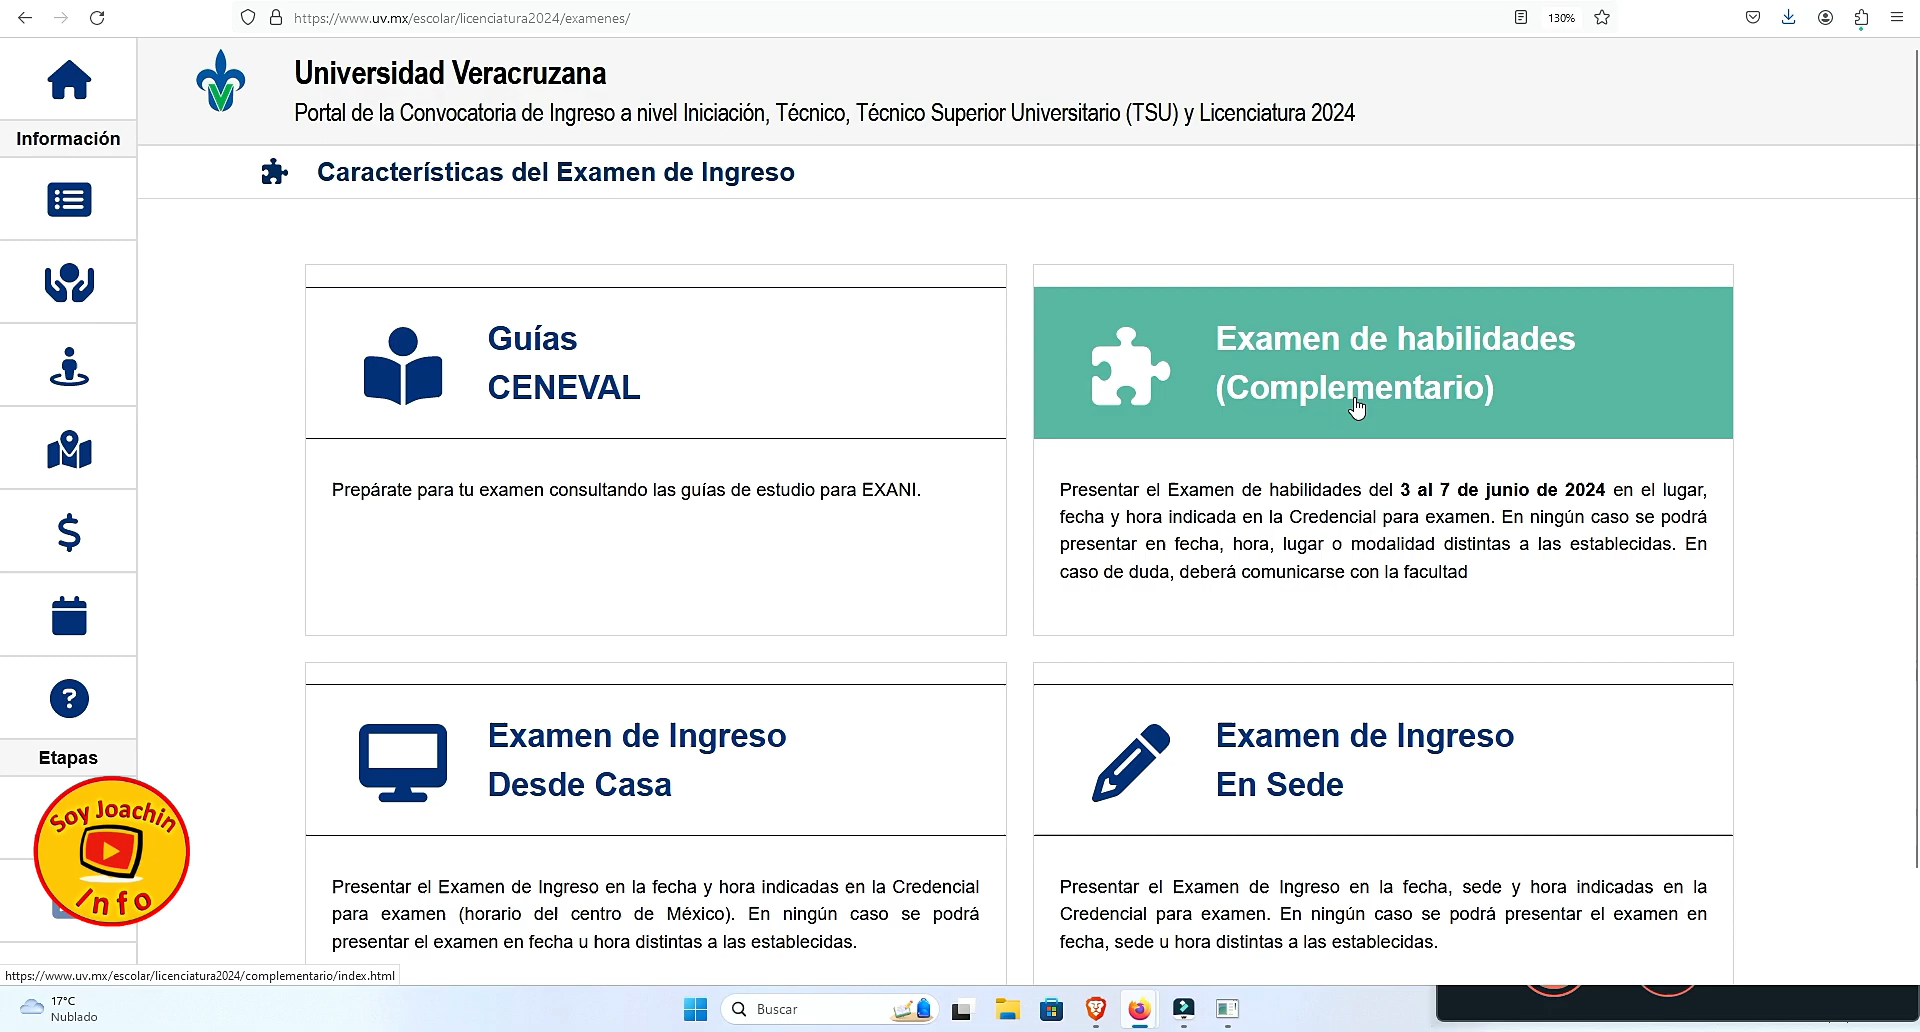 https://www.uv.mx/escolar/licenciatura2024/examenes/
130%
Universidad Veracruzana
Portal de la Convocatoria de Ingreso a nivel Iniciación, Técnico, Técnico Superior Universitario (TSU) y Licenciatura 2024
Información
Características del Examen de Ingreso
Guías
CENEVAL
Prepárate para tu examen consultando las guías de estudio para EXANI.
Examen de habilidades
(Complementario)
Presentar el Examen de habilidades del 3 al 7 de junio de 2024 en el lugar,
fecha y hora indicada en la Credencial para examen. En ningún caso se podrá
presentar en fecha, hora, lugar o modalidad distintas a las establecidas. En
caso de duda, deberá comunicarse con la facultad
?
Etapas
Examen de Ingreso
Desde Casa
Presentar el Examen de Ingreso en la fecha y hora indicadas en la Credencial
para examen (horario del centro de México). En ningún caso se podrá
presentar el examen en fecha u hora distintas a las establecidas.
Examen de Ingreso
En Sede
Presentar el Examen de Ingreso en la fecha, sede y hora indicadas en la
Credencial para examen. En ningún caso se podrá presentar el examen en
fecha, sede u hora distintas a las establecidas.
Soy Joachin
Info
https://www.uv.mx/escolar/licenciatura2024/complementario/index.html
17°C
Nublado
Buscar